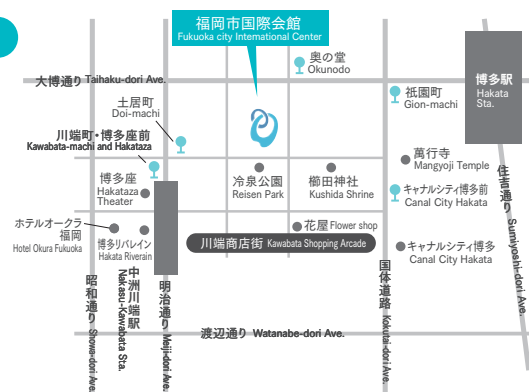 福岡市国際会館
Fukuoka city International Center
奥の堂
Okunodo
大博通り Taihaku-dori Ave.
博多駅
Hakata
Sta.
祇園町
Gion-machi
土居町
Doi-machi
川端町・博多座前
Kawabata-machi and Hakataza
萬行寺
Mangyoji Temple
博多座
Hakataza
Theater
冷泉公園
Reisen Park
櫛田神社
Kushida Shrine
キャナルシティ博多前
Canal City Hakata
住吉通り Sumiyoshi-dori Ave.
ホテルオークラ
福岡
Hotel Okura Fukuoka
博多リバレイン
Hakata Riverain
花屋 Flower shop
川端商店街 Kawabata Shopping Arcade
キャナルシティ博多
Canal City Hakata
昭和通り Showa-dori Ave.
中洲川端駅
Nakasu-Kawabata Sta.
明治通り Meiji-dori Ave.
国体道路 Kokutai-dori Ave.
渡辺通り Watanabe-dori Ave.